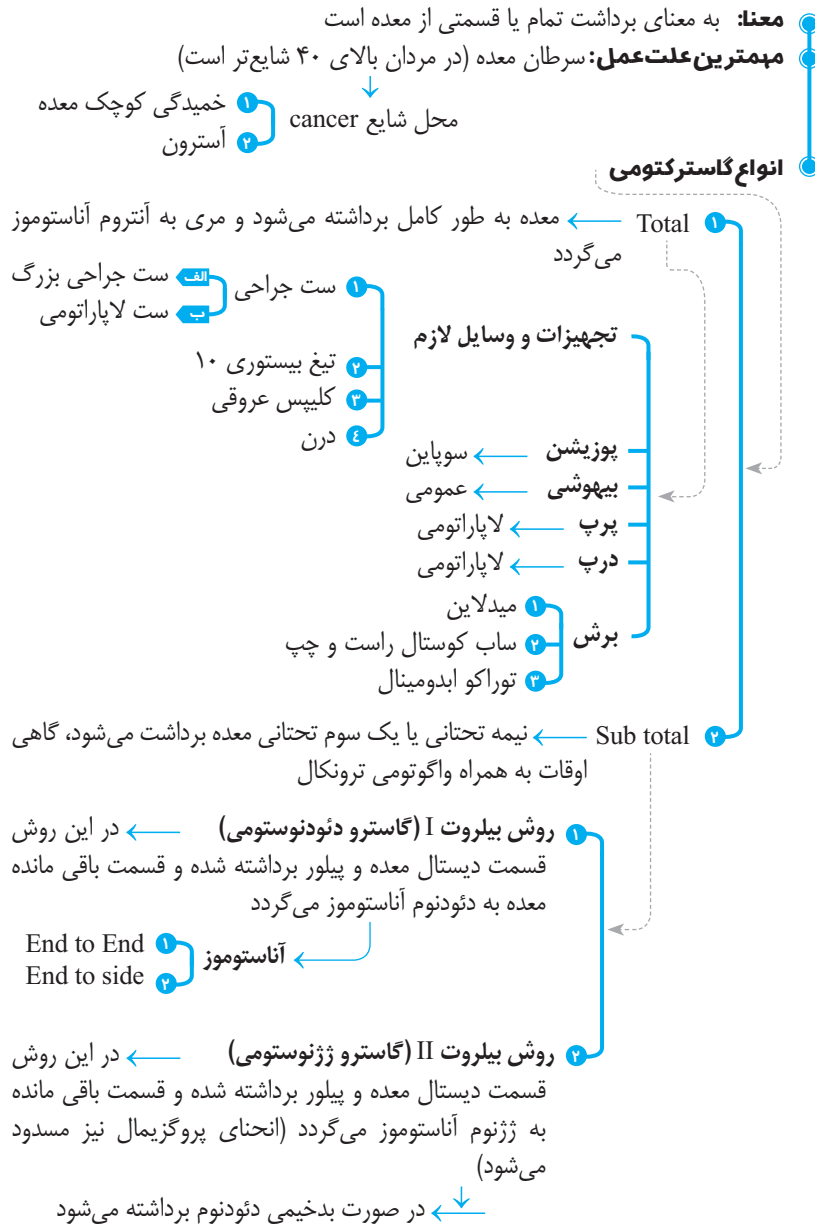 معنا: به معنای برداشت تمام یا قسمتی از معده است
مهمترین علت عمل: سرطان معده (در مردان بالای ۴۰ شایع‌تر است)
محل شایع cancer
۱ خمیدگی کوچک معده
۲ آسترون
انواع گاسترکتومی
۱ Total معده به طور کامل برداشته می‌شود و مری به آنتروم آناستوموز
می‌گردد
تجهیزات و وسایل لازم
۱ ست جراحی
الف ست جراحی بزرگ
ب ست لاپاراتومی
۲ تیغ بیستوری ۱۰
۳ کلیپس عروقی
٤ درن
پوزیشن سوپاین
بیهوشی عمومی
پرپ لاپاراتومی
درپ لاپاراتومی
برش
۱ میدلاین
۲ ساب کوستال راست و چپ
۳ توراکو ابدومینال
۲ Sub total نیمه تحتانی یا یک سوم تحتانی معده برداشت می‌شود، گاهی
اوقات به همراه واگوتومی ترونکال
۱ روش بیلروت I (گاسترو دئودنوستومی) در این روش
قسمت دیستال معده و پیلور برداشته شده و قسمت باقی مانده
معده به دئودنوم آناستوموز می‌گردد
آناستوموز
۱ End to End
۲ End to side
۲ روش بیلروت II (گاسترو ژژنوستومی) در این روش
قسمت دیستال معده و پیلور برداشته شده و قسمت باقی مانده
به ژژنوم آناستوموز می‌گردد (انحنای پروگزیمال نیز مسدود
می‌شود)
در صورت بدخیمی دئودنوم برداشته می‌شود